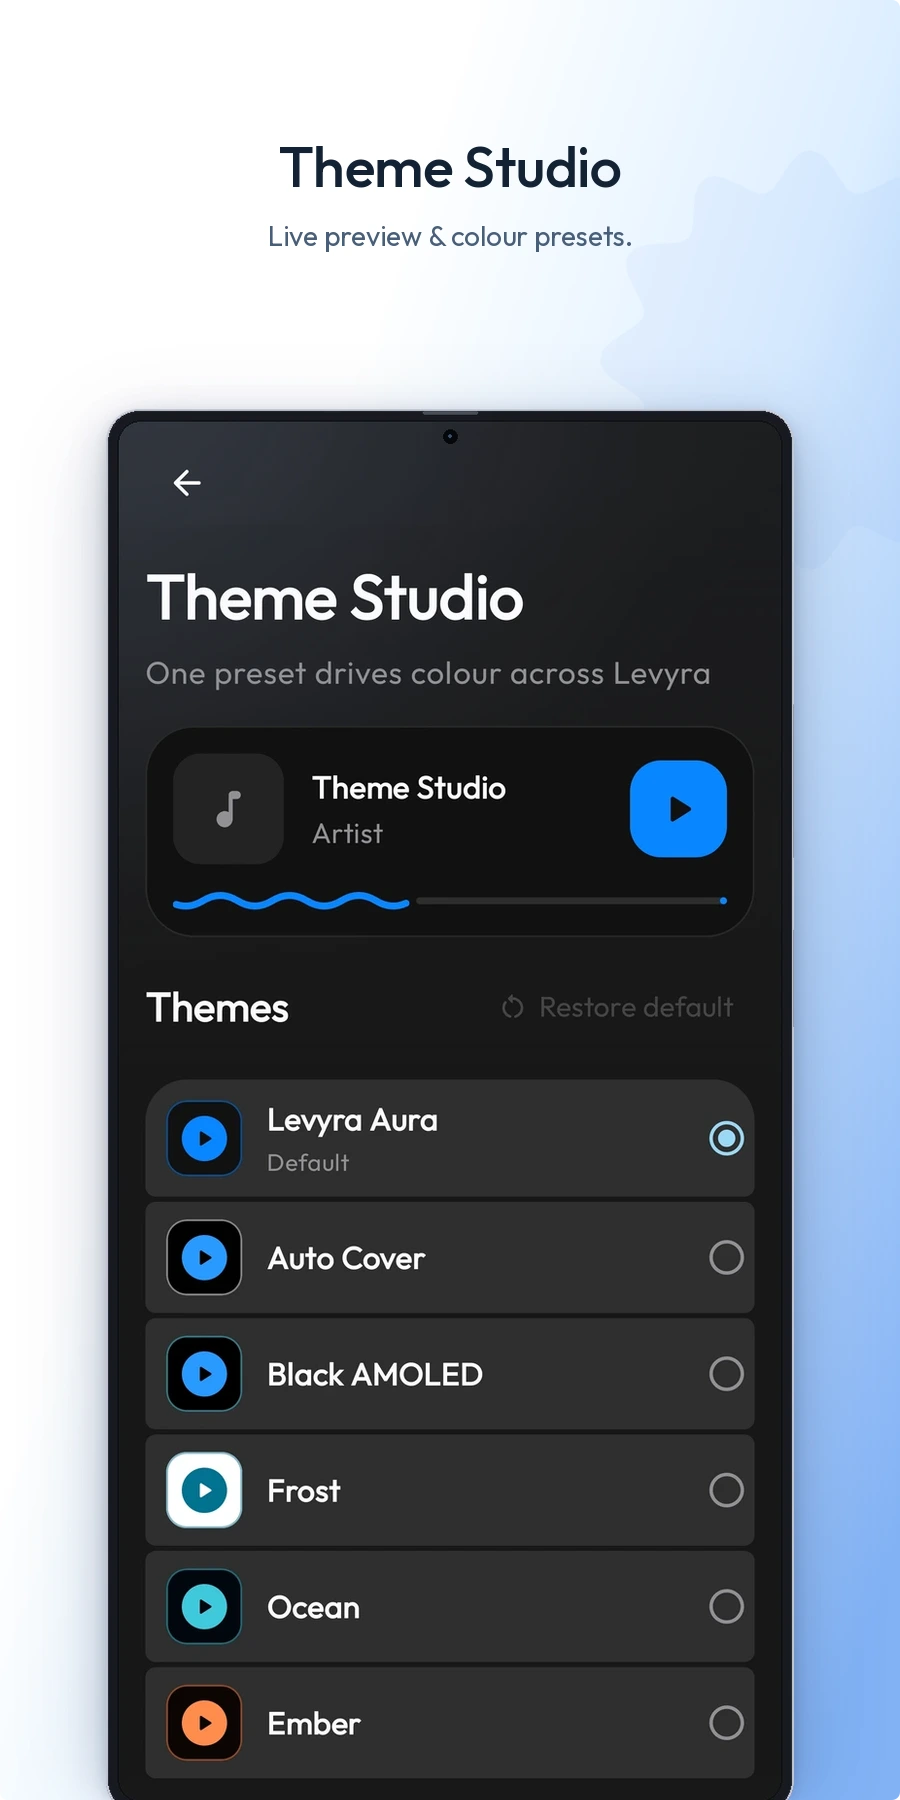 Theme Studio
Live preview & colour presets.
Theme Studio
One preset drives colour across Levyra
Theme Studio
Artist
Themes
Restore default
Levyra Aura
Default
Auto Cover
Black AMOLED
Frost
Ocean
Ember